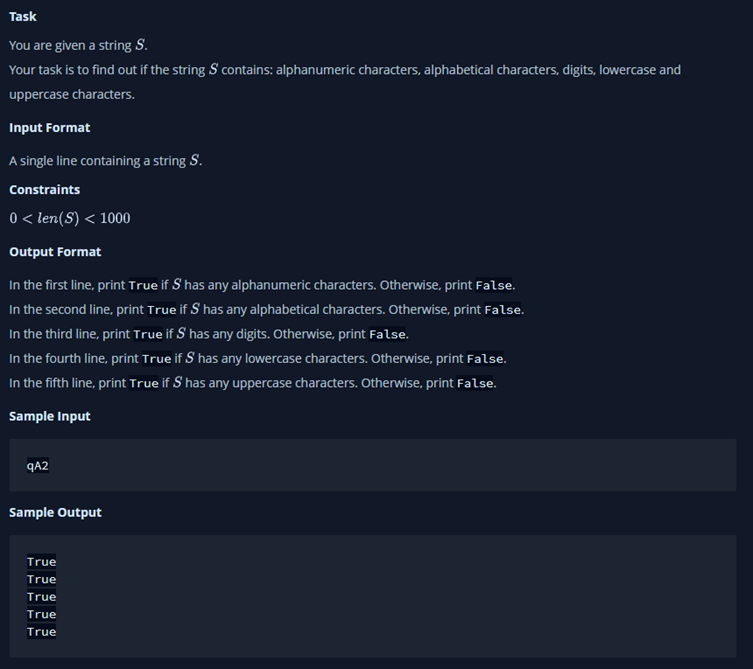 Task
You are given a string S.
Your task is to find out if the string S contains: alphanumeric characters, alphabetical characters, digits, lowercase and
uppercase characters.
Input Format
A single line containing a string S.
Constraints
0 < len(S) < 1000
Output Format
In the first line, print True if S has any alphanumeric characters. Otherwise, print False.
In the second line, print True if S has any alphabetical characters. Otherwise, print False.
In the third line, print True if S has any digits. Otherwise, print False.
In the fourth line, print True if S has any lowercase characters. Otherwise, print False.
In the fifth line, print True if S has any uppercase characters. Otherwise, print False.
Sample Input
qA2
Sample Output
True
True
True
True
True